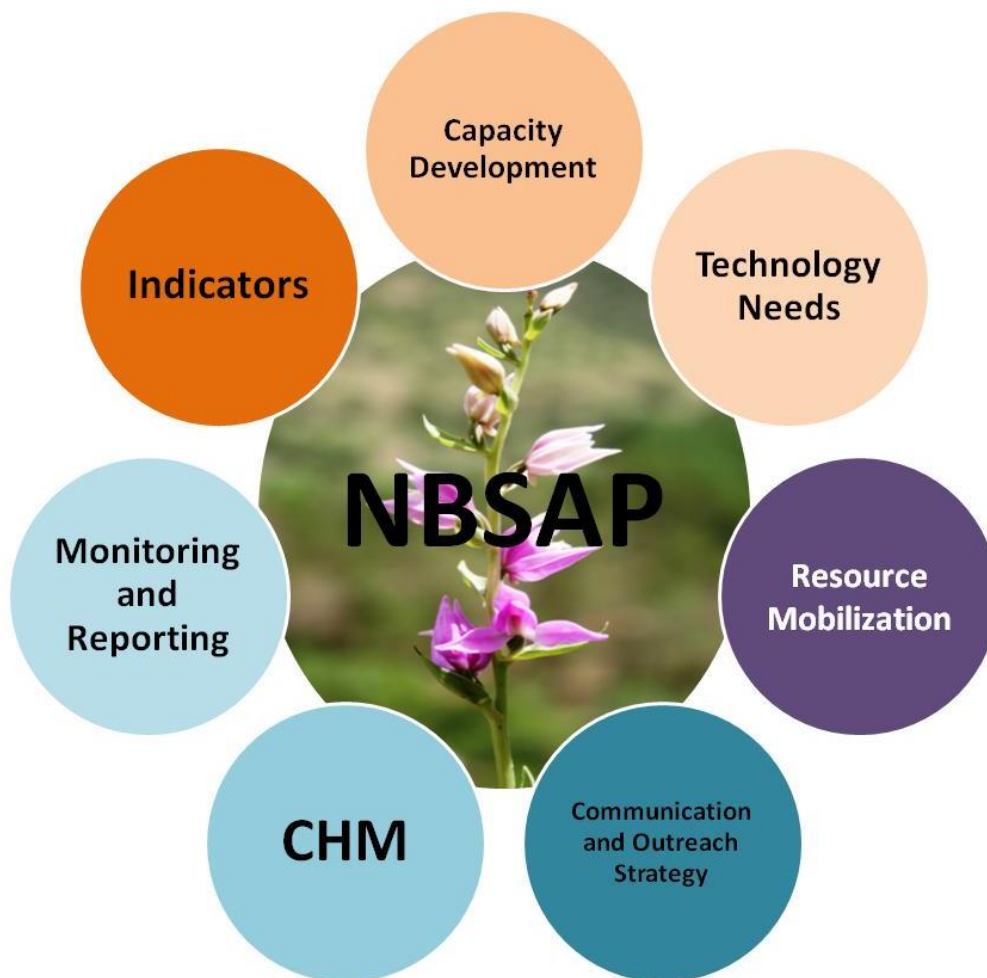 Capacity
Development
Technology
Needs
Resource
Mobilization
Communication
and Outreach
Strategy
CHM
Monitoring
and
Reporting
Indicators
NBSAP